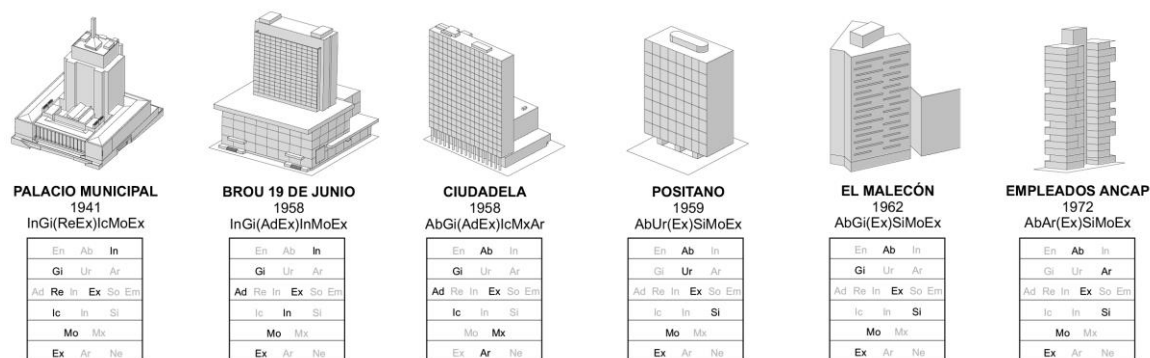 PALACIO MUNICIPAL
1941
InGi(ReEx)IcMoEx
En Ab In
Gi Ur Ar
Ad Re In Ex So Em
Ic In Si
Mo Mx
Ex Ar Ne
BROU 19 DE JUNIO
1958
InGi(AdEx)InMoEx
En Ab In
Gi Ur Ar
Ad Re In Ex So Em
Ic In Si
Mo Mx
Ex Ar Ne
CIUDADELA
1958
AbGi(AdEx)IcMxAr
En Ab In
Gi Ur Ar
Ad Re In Ex So Em
Ic In Si
Mo Mx
Ex Ar Ne
POSITANO
1959
AbUr(Ex)SiMoEx
En Ab In
Gi Ur Ar
Ad Re In Ex So Em
Ic In Si
Mo Mx
Ex Ar Ne
EL MALECÓN
1962
AbGi(Ex)SiMoEx
En Ab In
Gi Ur Ar
Ad Re In Ex So Em
Ic In Si
Mo Mx
Ex Ar Ne
EMPLEADOS ANCAP
1972
AbAr(Ex)SiMoEx
En Ab In
Gi Ur Ar
Ad Re In Ex So Em
Ic In Si
Mo Mx
Ex Ar Ne